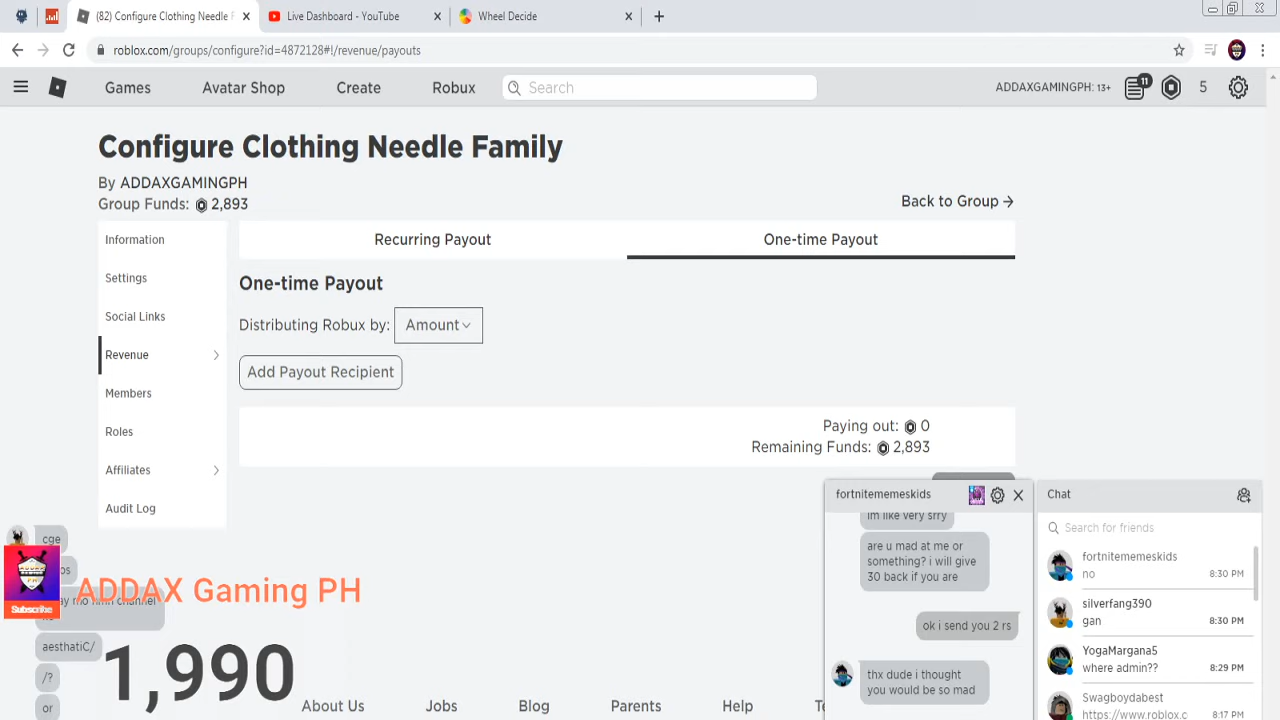 (82) Configure Clothing Needle F
Live Dashboard - YouTube
Wheel Decide
roblox.com/groups/configure?id=4872128#!/revenue/payouts
Games
Avatar Shop
Create
Robux
Search
ADDAXGAMINGPH: 13+
11
5
Configure Clothing Needle Family
By ADDAXGAMINGPH
Group Funds: 2,893
Back to Group →
Information
Settings
Social Links
Revenue
Members
Roles
Affiliates
Audit Log
Recurring Payout
One-time Payout
One-time Payout
Distributing Robux by: Amount
Add Payout Recipient
Paying out: 0
Remaining Funds: 2,893
fortnitememeskids
im like very srry
are u mad at me or
something? i will give
30 back if you are
ok i send you 2 rs
thx dude i thought
you would be so mad
Chat
Search for friends
fortnitememeskids
no
8:30 PM
silverfang390
gan
8:30 PM
YogaMargana5
where admin??
8:29 PM
Swagboydabest
https://www.roblox.c
8:17 PM
cge
os
channel
aesthatiC/
/?
or
Subscribe
ADDAX Gaming PH
1,990
About Us
Jobs
Blog
Parents
Help